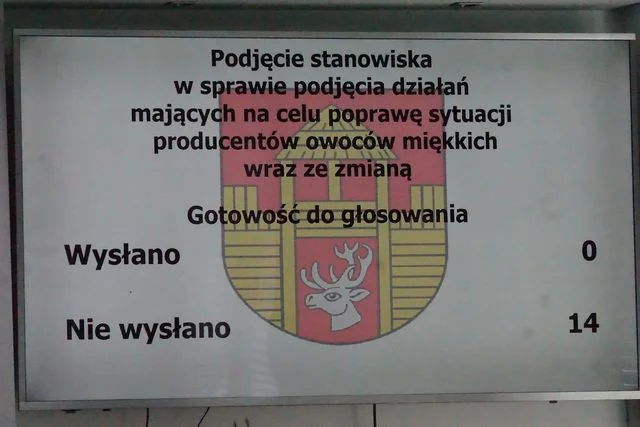 Podjęcie stanowiska
w sprawie podjęcia działań
mających na celu poprawę sytuacji
producentów owoców miękkich
wraz ze zmianą
Gotowość do głosowania
Wysłano 0
Nie wysłano 14